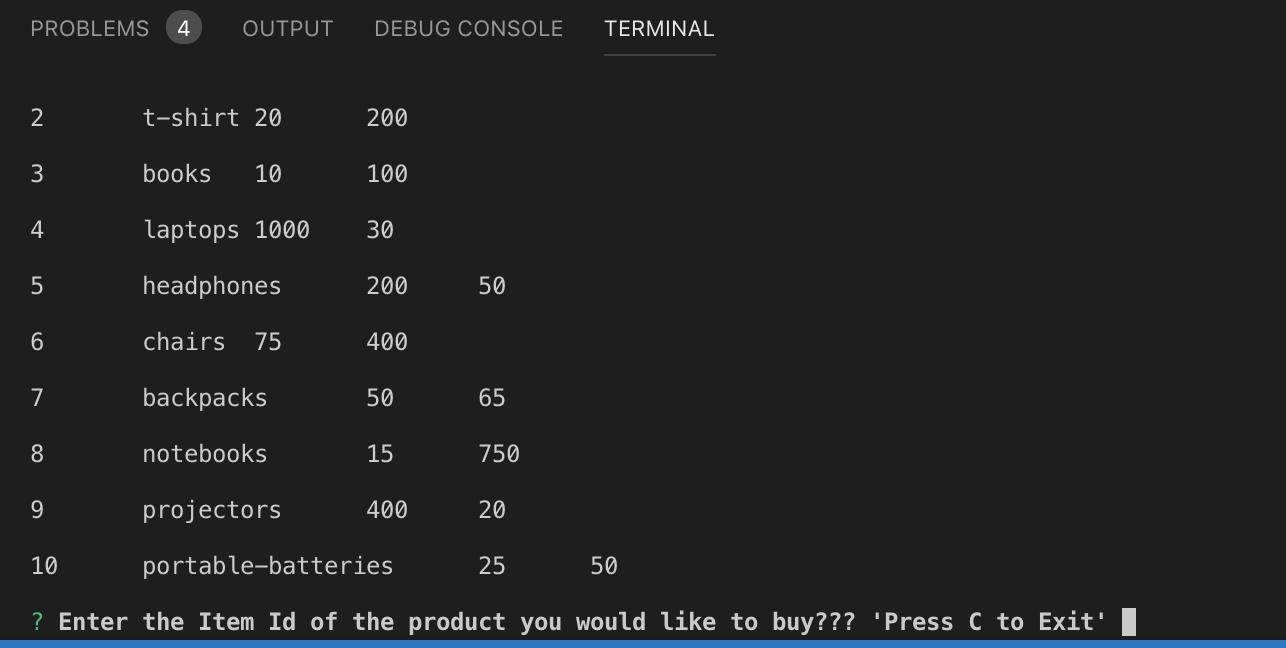 PROBLEMS 4 OUTPUT DEBUG CONSOLE TERMINAL
2 t-shirt 20 200
3 books 10 100
4 laptops 1000 30
5 headphones 200 50
6 chairs 75 400
7 backpacks 50 65
8 notebooks 15 750
9 projectors 400 20
10 portable-batteries 25 50
? Enter the Item Id of the product you would like to buy??? 'Press C to Exit'